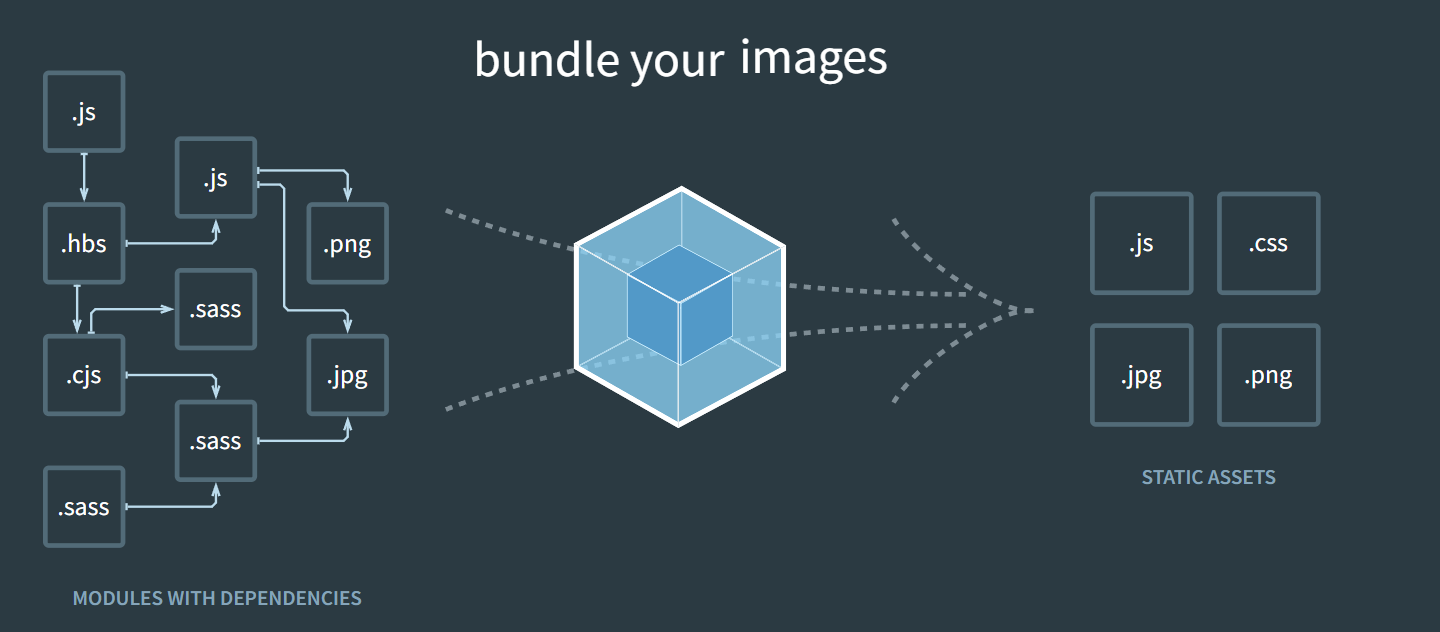 bundle your images
.js
.js
.hbs
.png
.sass
.cjs
.jpg
.sass
.sass
MODULES WITH DEPENDENCIES
.js
.css
.jpg
.png
STATIC ASSETS